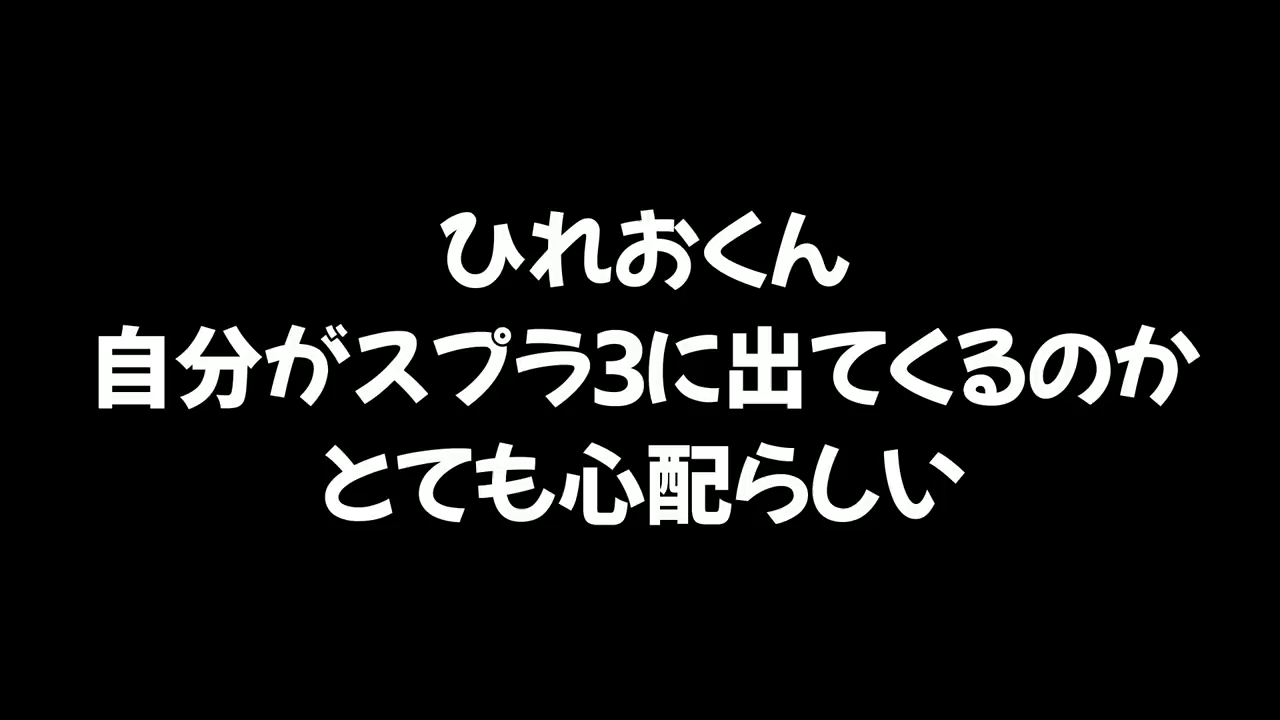 ひれおくん
自分がスプラ3に出てくるのか
とても心配らしい